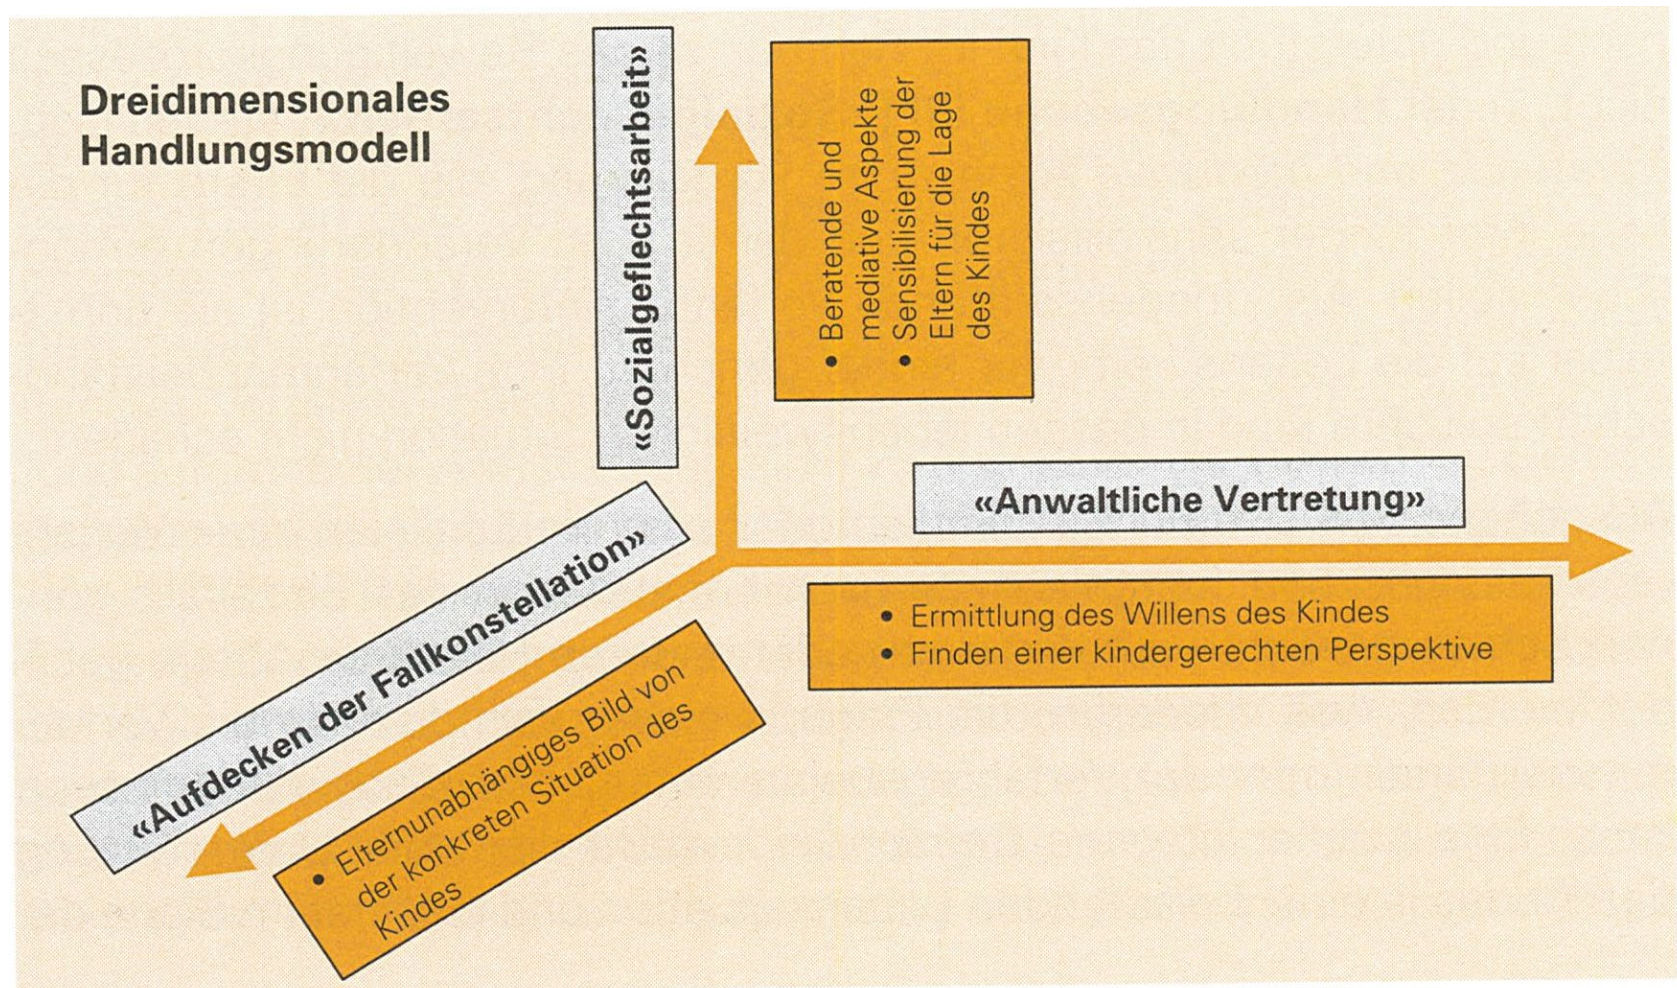 Dreidimensionales
Handlungsmodell
«Sozialgeflechtsarbeit»
• Beratende und
mediative Aspekte
• Sensibilisierung der
Eltern für die Lage
des Kindes
«Anwaltliche Vertretung»
• Ermittlung des Willens des Kindes
• Finden einer kindergerechten Perspektive
«Aufdecken der Fallkonstellation»
• Elternunabhängiges Bild von
der konkreten Situation des
Kindes